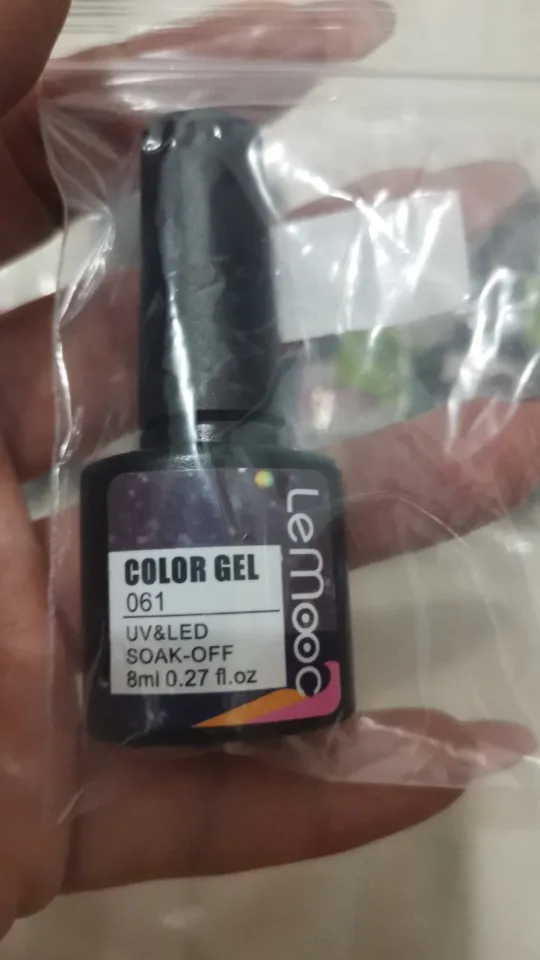 LEMOOC
COLOR GEL
061
UV&LED
SOAK-OFF
8ml 0.27 fl.oz